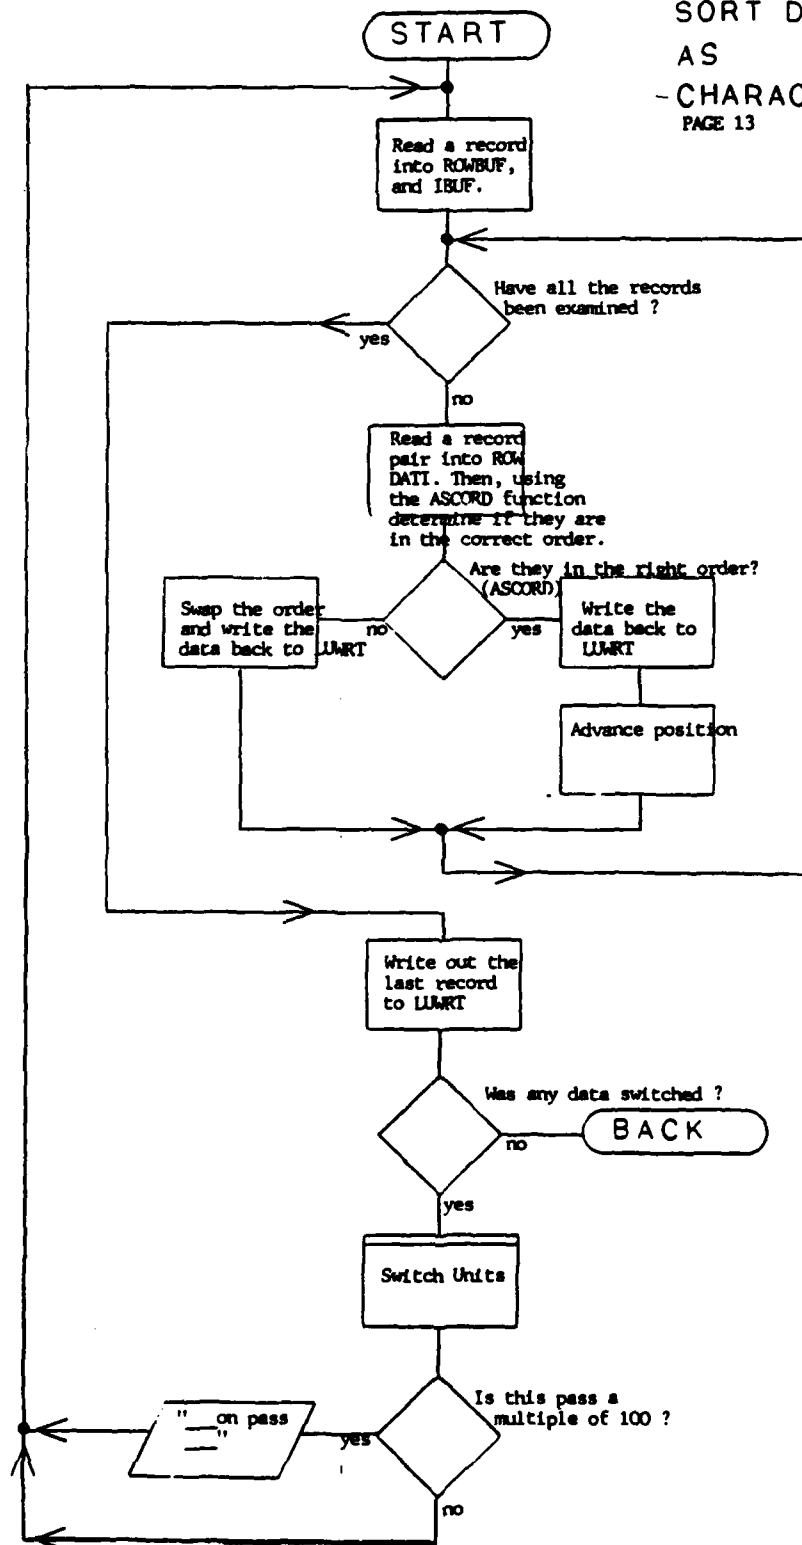 START
SORT D
AS
-CHARAC
PAGE 13
Read a record
into ROWBUF,
and IBUF.
Have all the records
been examined ?
yes
no
Read a record
pair into ROW
DATI. Then, using
the ASCORD function
determine if they are
in the correct order.
Are they in the right order?
(ASCORD)
Swap the order
and write the
data back to LUWRT
no
yes
Write the
data back to
LUWRT
Advance position
Write out the
last record
to LUWRT
Was any data switched ?
no
BACK
yes
Switch Units
Is this pass a
multiple of 100 ?
"___on pass
___"
yes
no